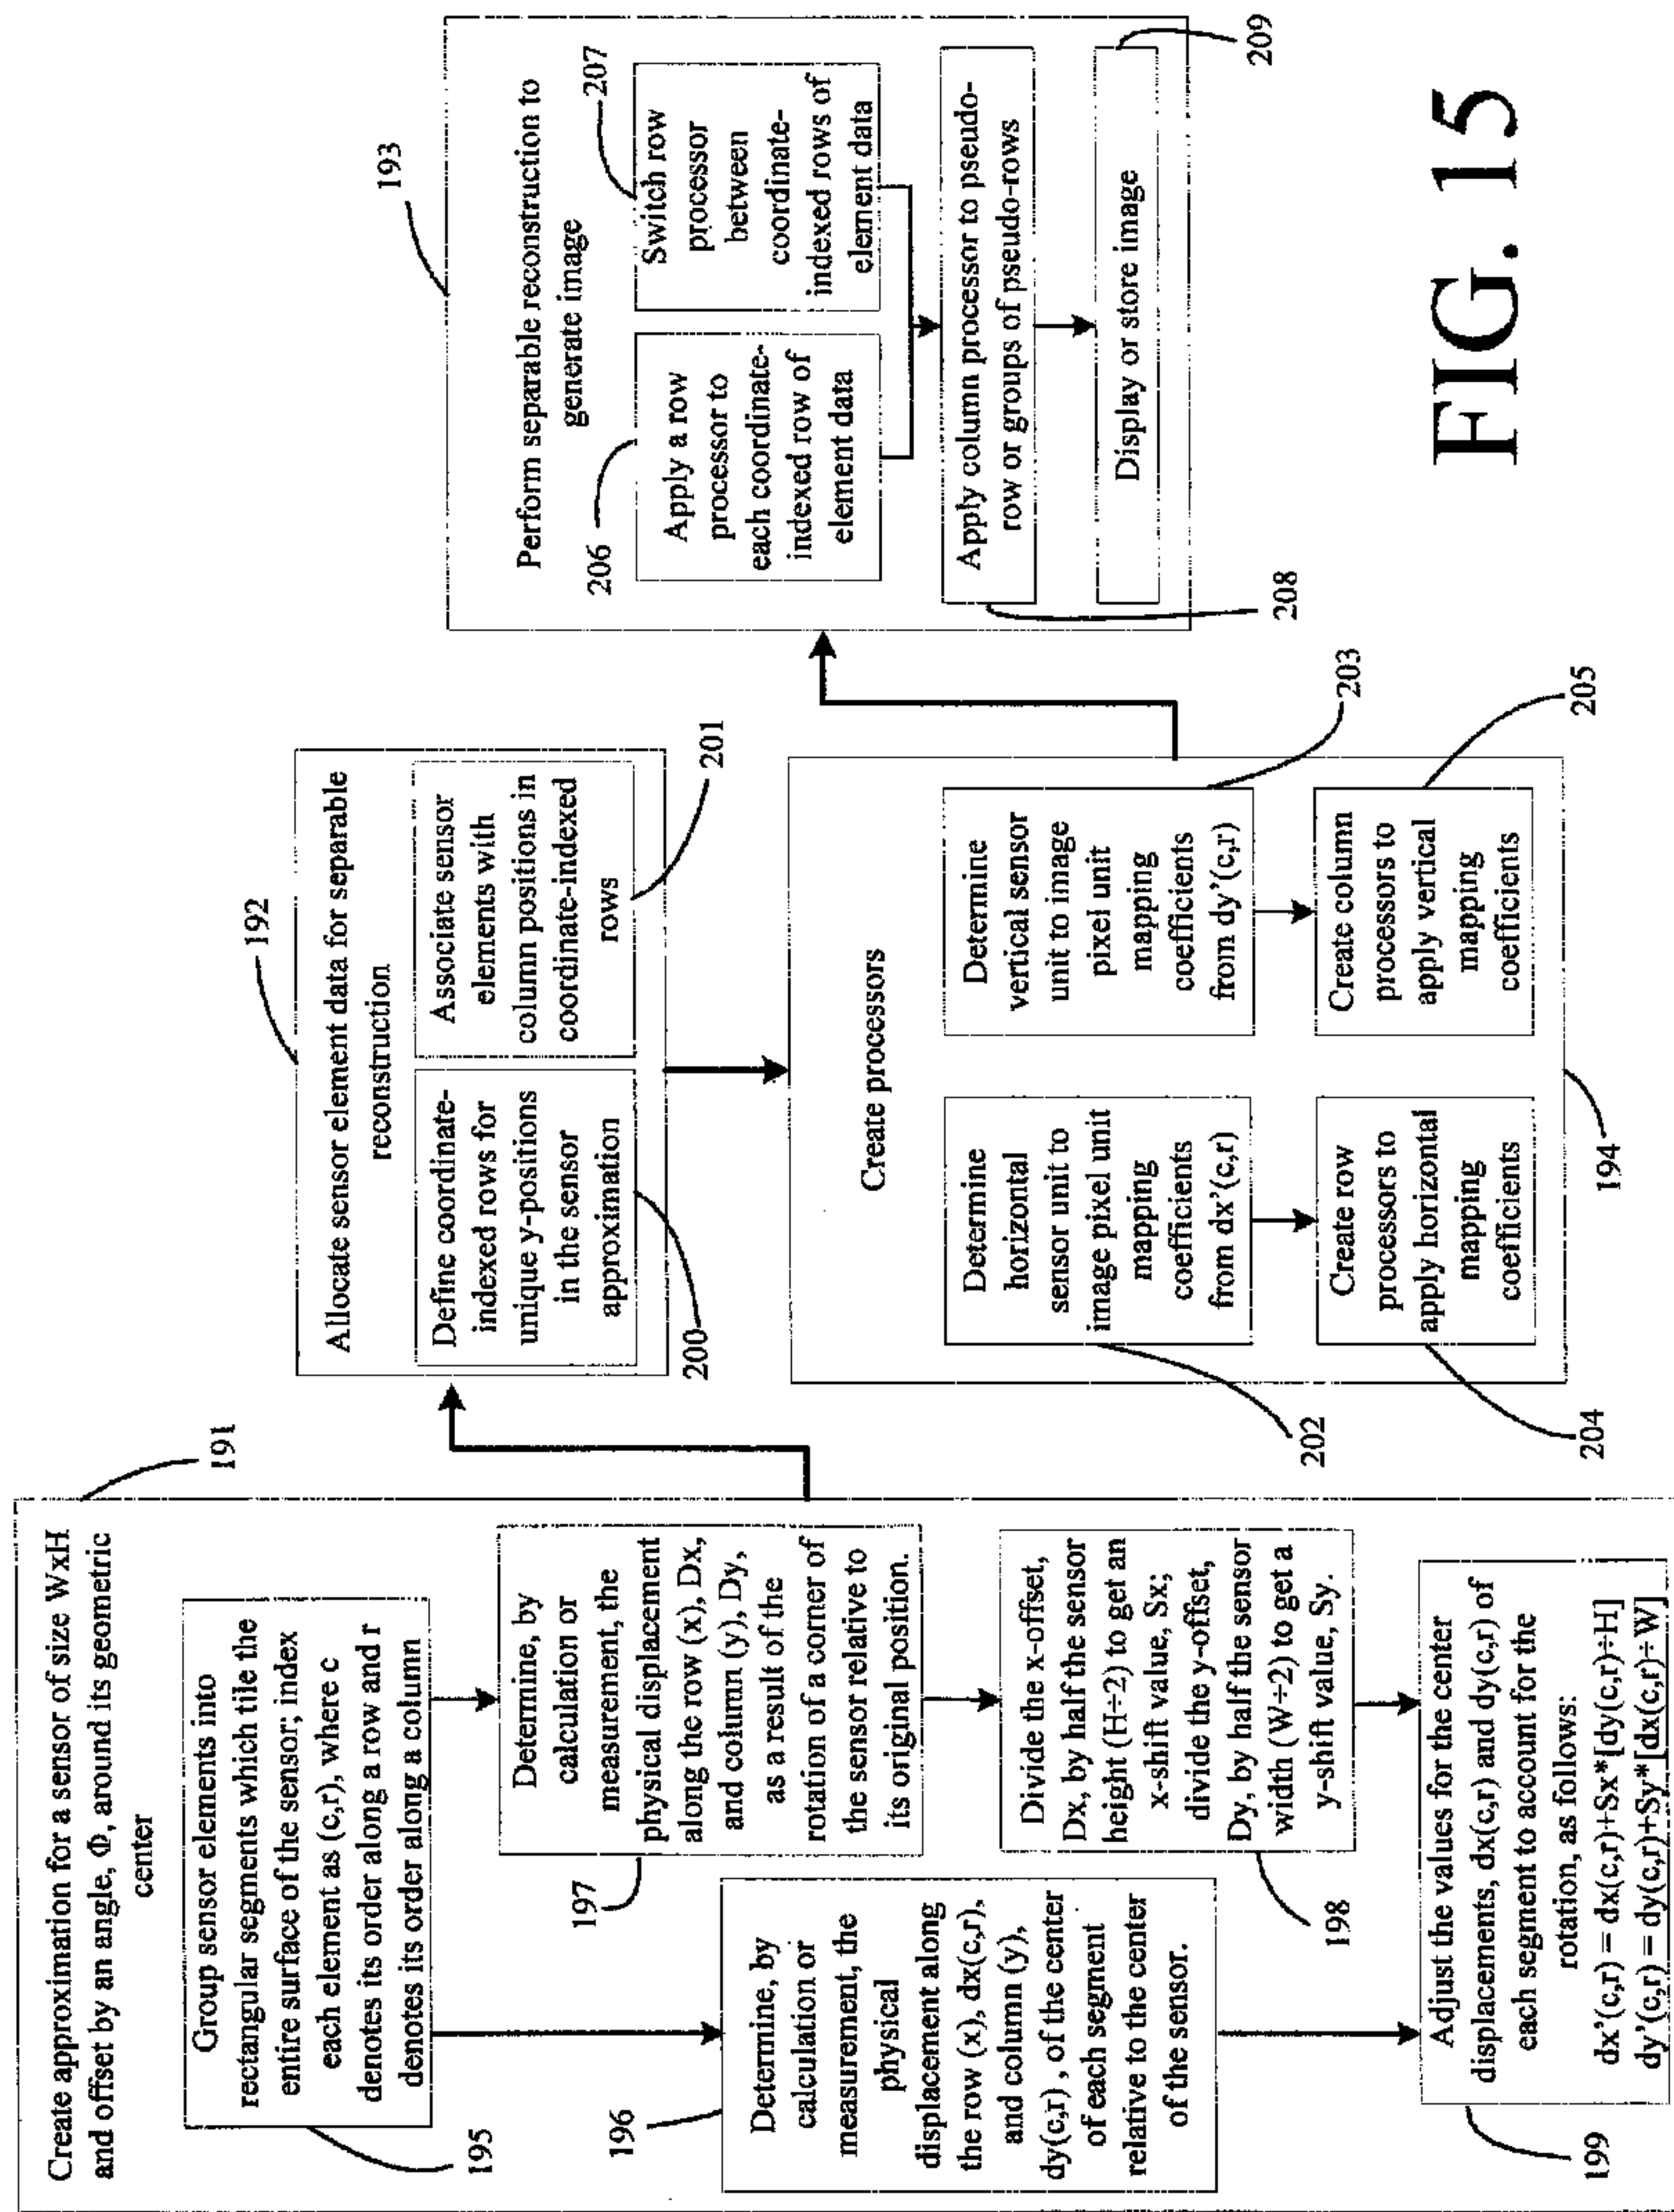 191
Create approximation for a sensor of size WxH
and offset by an angle, Φ, around its geometric
center
195
Group sensor elements into
rectangular segments which tile the
entire surface of the sensor; index
each element as (c,r), where c
denotes its order along a row and r
denotes its order along a column
196
Determine, by
calculation or
measurement, the
physical
displacement along
the row (x), dx(c,r),
and column (y),
dy(c,r) , of the center
of each segment
relative to the center
of the sensor.
197
Determine, by
calculation or
measurement, the
physical displacement
along the row (x), Dx,
and column (y), Dy,
as a result of the
rotation of a corner of
the sensor relative to
its original position.
198
Divide the x-offset,
Dx, by half the sensor
height (H÷2) to get an
x-shift value, Sx;
divide the y-offset,
Dy, by half the sensor
width (W÷2) to get a
y-shift value, Sy.
199
Adjust the values for the center
displacements, dx(c,r) and dy(c,r) of
each segment to account for the
rotation, as follows:
dx’(c,r) = dx(c,r)+Sx*[dy(c,r)÷H]
dy’(c,r) = dy(c,r)+Sy*[dx(c,r)÷W]
192
Allocate sensor element data for separable
reconstruction
200
Define coordinate-
indexed rows for
unique y-positions
in the sensor
approximation
201
Associate sensor
elements with
column positions in
coordinate-indexed
rows
194
Create processors
202
Determine
horizontal
sensor unit to
image pixel unit
mapping
coefficients
from dx’(c,r)
203
Determine
vertical sensor
unit to image
pixel unit
mapping
coefficients
from dy’(c,r)
204
Create row
processors to
apply horizontal
mapping
coefficients
205
Create column
processors to
apply vertical
mapping
coefficients
193
Perform separable reconstruction to
generate image
206
Apply a row
processor to
each coordinate-
indexed row of
element data
207
Switch row
processor
between
coordinate-
indexed rows of
element data
208
Apply column processor to pseudo-
row or groups of pseudo-rows
209
Display or store image
FIG. 15